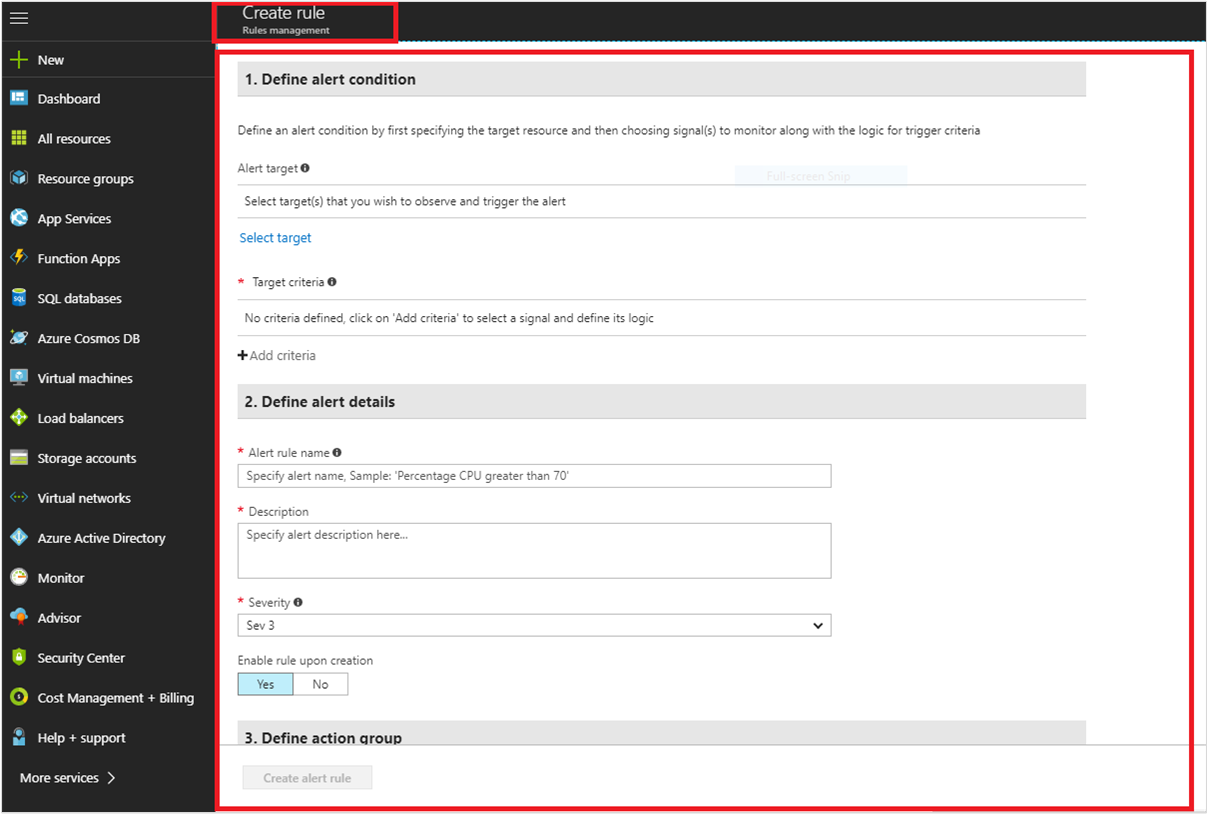 Create rule
Rules management
New
Dashboard
All resources
Resource groups
App Services
Function Apps
SQL databases
Azure Cosmos DB
Virtual machines
Load balancers
Storage accounts
Virtual networks
Azure Active Directory
Monitor
Advisor
Security Center
Cost Management + Billing
Help + support
More services
1. Define alert condition
Define an alert condition by first specifying the target resource and then choosing signal(s) to monitor along with the logic for trigger criteria
Alert target
Full-screen Snip
Select target(s) that you wish to observe and trigger the alert
Select target
* Target criteria
No criteria defined, click on 'Add criteria' to select a signal and define its logic
+Add criteria
2. Define alert details
* Alert rule name
Specify alert name, Sample: 'Percentage CPU greater than 70'
* Description
Specify alert description here...
* Severity
Sev 3
Enable rule upon creation
Yes No
3. Define action group
Create alert rule